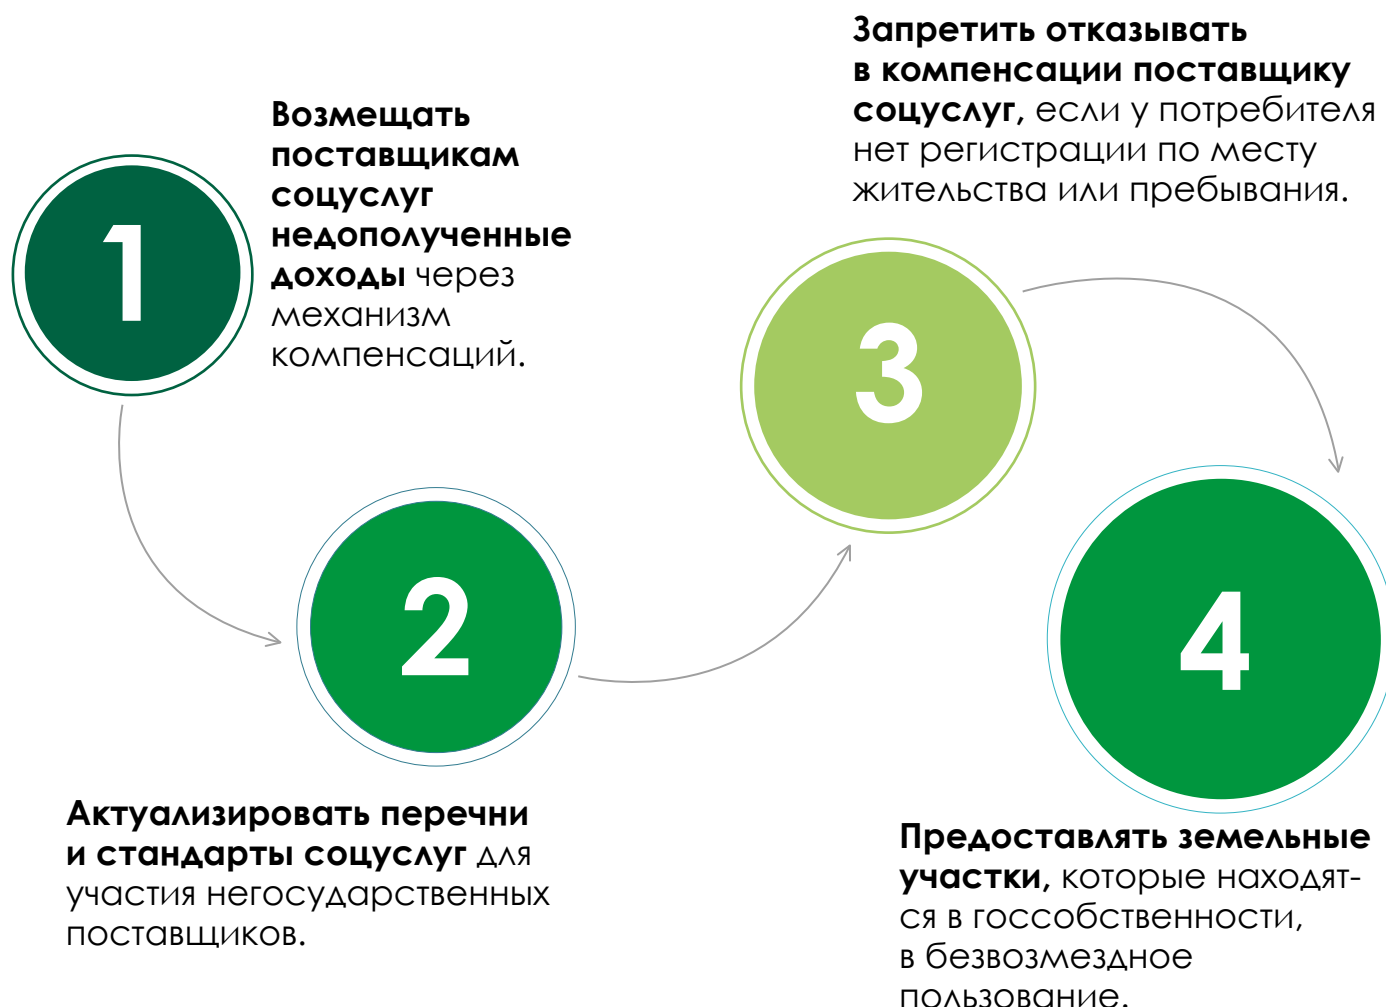 1
Возмещать
поставщикам
соцуслуг
недополученные
доходы через
механизм
компенсаций.
2
Актуализировать перечни
и стандарты соцуслуг для
участия негосударственных
поставщиков.
3
Запретить отказывать
в компенсации поставщику
соцуслуг, если у потребителя
нет регистрации по месту
жительства или пребывания.
4
Предоставлять земельные
участки, которые находят-
ся в госсобственности,
в безвозмездное
пользование.